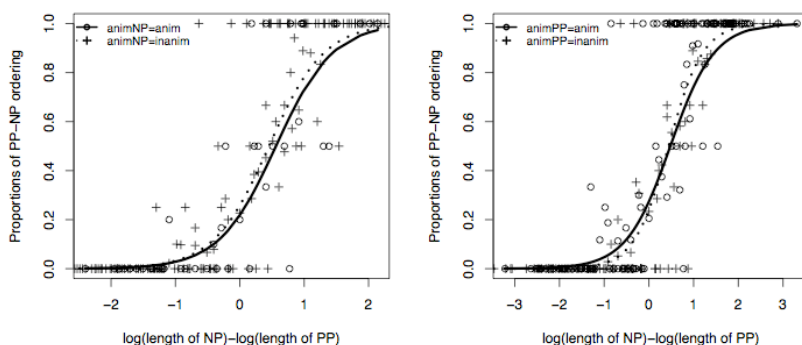 Proportions of PP−NP ordering
1.0
0.8
0.6
0.4
0.2
0.0
animNP=anim
animNP=inanim
−2 −1 0 1 2
log(length of NP)−log(length of PP)
Proportions of PP−NP ordering
1.0
0.8
0.6
0.4
0.2
0.0
animPP=anim
animPP=inanim
−3 −2 −1 0 1 2 3
log(length of NP)−log(length of PP)